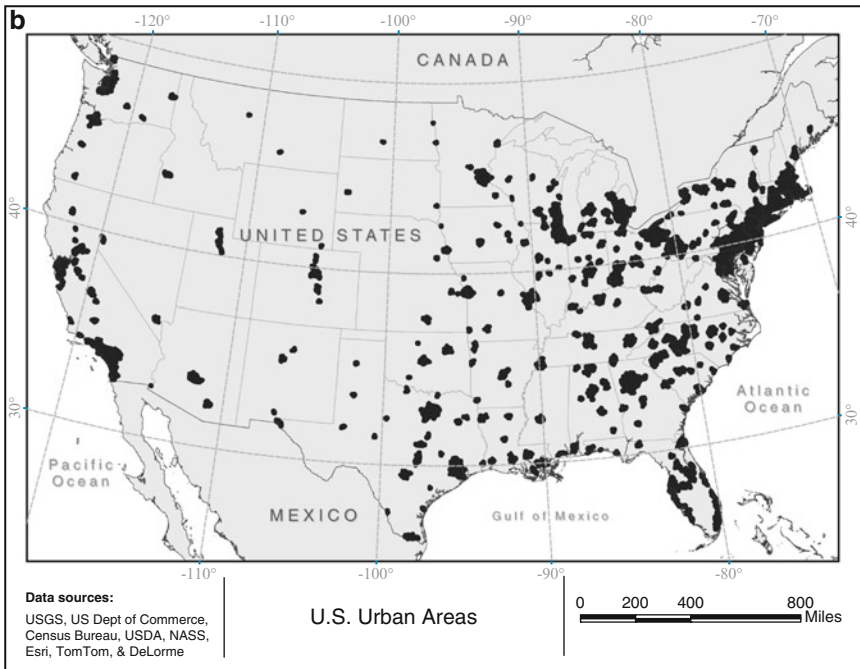 b
-120°
-110°
-100°
-90°
-80°
-70°
CANADA
40°
40°
UNITED STATES
30°
30°
Atlantic
Ocean
Pacific
Ocean
MEXICO
Gulf of Mexico
-110°
-100°
-90°
-80°
Data sources:
USGS, US Dept of Commerce,
Census Bureau, USDA, NASS,
Esri, TomTom, & DeLorme
U.S. Urban Areas
0 200 400 800
Miles